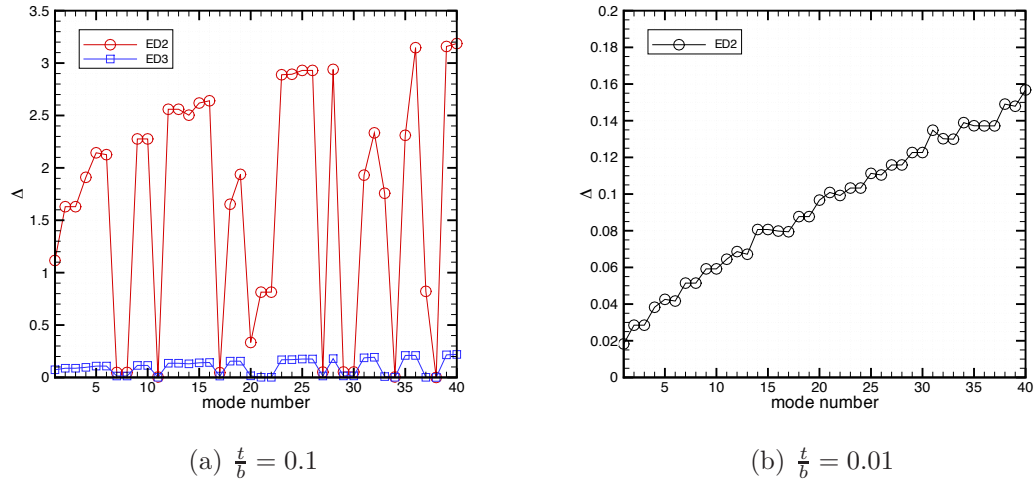 3.5
3
2.5
2
1.5
1
0.5
0
Δ
ED2
ED3
5 10 15 20 25 30 35 40
mode number
(a) t/b = 0.1
0.2
0.18
0.16
0.14
0.12
0.1
0.08
0.06
0.04
0.02
0
Δ
ED2
5 10 15 20 25 30 35 40
mode number
(b) t/b = 0.01